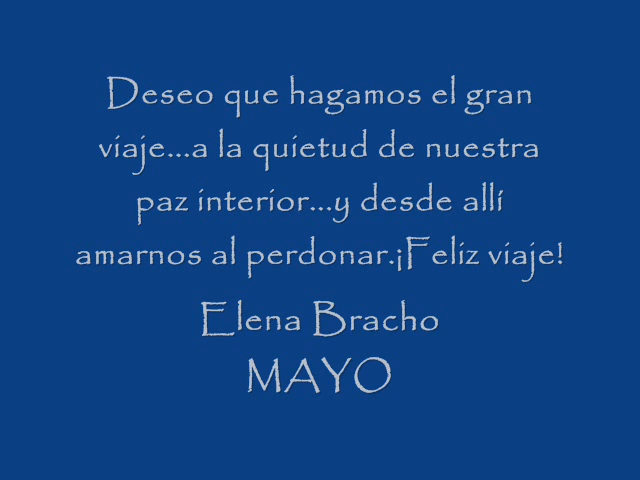 Deseo que hagamos el gran
viaje...a la quietud de nuestra
paz interior...y desde allí
amarnos al perdonar.¡Feliz viaje!
Elena Bracho
MAYO